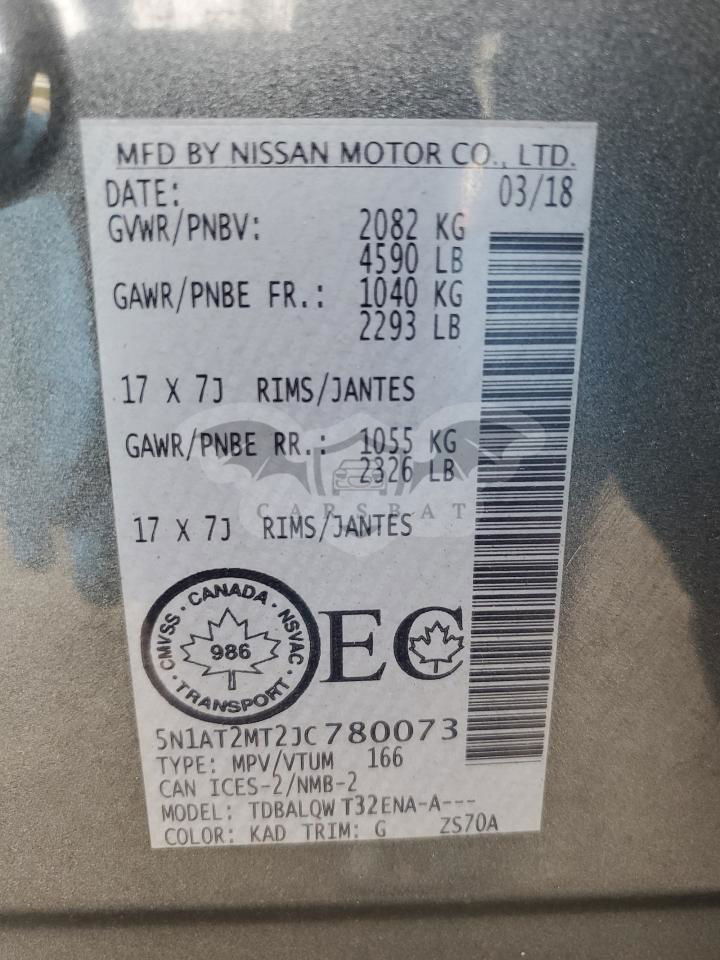 MFD BY NISSAN MOTOR CO., LTD.
DATE: 03/18
GVWR/PNBV: 2082 KG
4590 LB
GAWR/PNBE FR.: 1040 KG
2293 LB
17 X 7J RIMS/JANTES
GAWR/PNBE RR.: 1055 KG
2326 LB
CARSBAT
17 X 7J RIMS/JANTES
CMVSS · CANADA · NSVAC · TRANSPORT ·
986
EC
5N1AT2MT2JC780073
TYPE: MPV/VTUM 166
CAN ICES-2/NMB-2
MODEL: TDBALQW T32ENA-A---
COLOR: KAD TRIM: G ZS70A